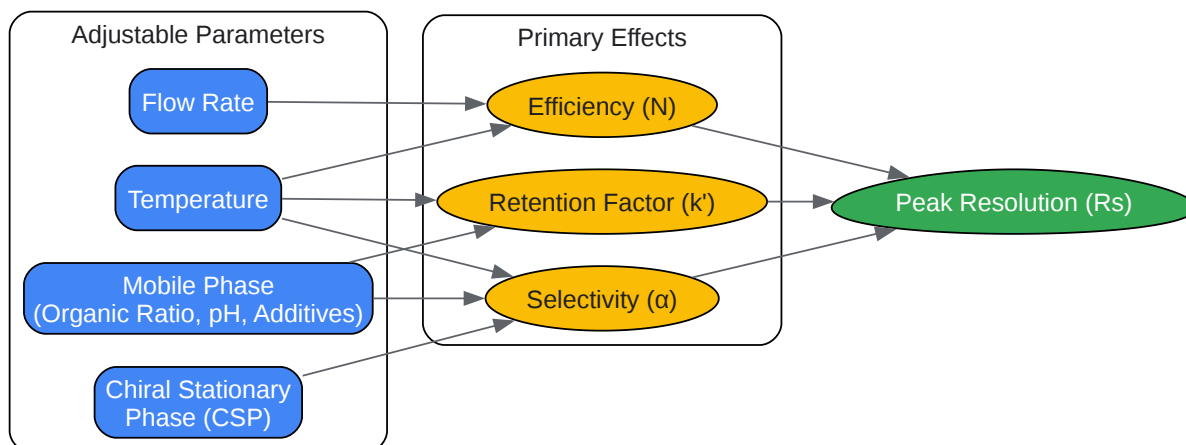 Adjustable Parameters
Flow Rate
Temperature
Mobile Phase
(Organic Ratio, pH, Additives)
Chiral Stationary
Phase (CSP)
Primary Effects
Efficiency (N)
Retention Factor (k')
Selectivity (α)
Peak Resolution (Rs)